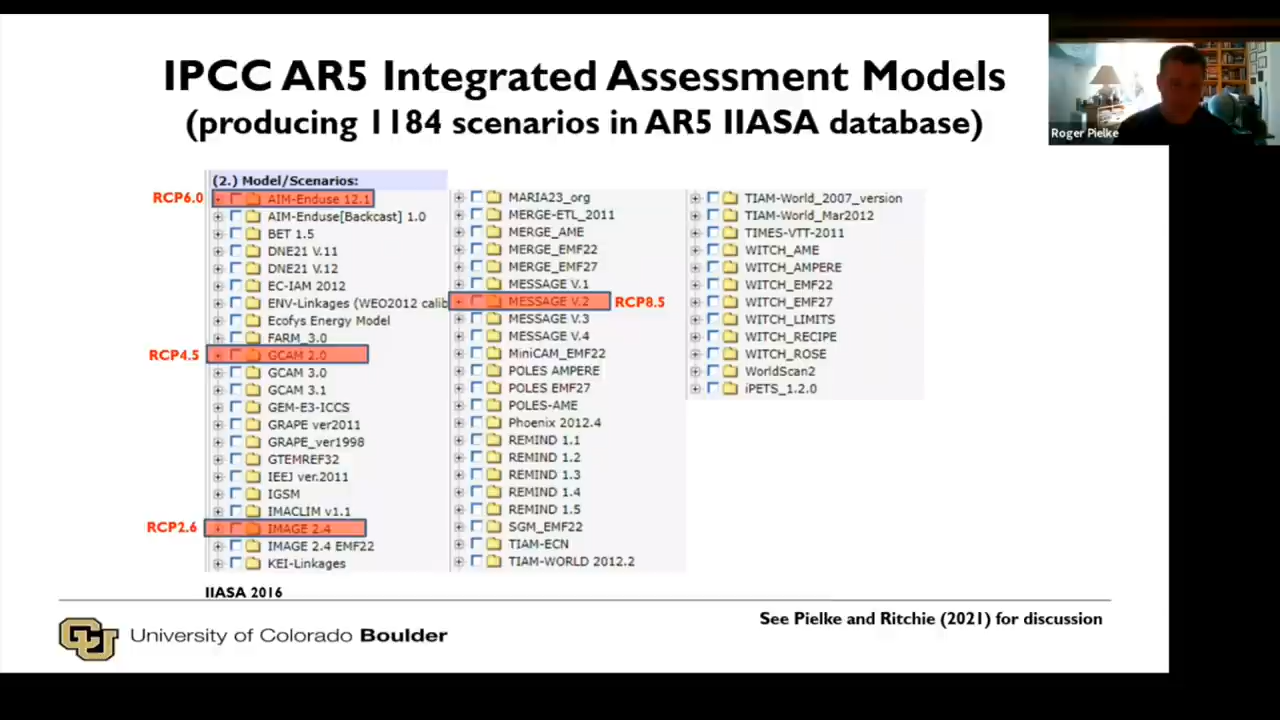 IPCC AR5 Integrated Assessment Models
(producing 1184 scenarios in AR5 IIASA database)
Roger Pielke
(2.) Model/Scenarios:
RCP6.0 AIM-Enduse 12.1
AIM-Enduse[Backcast] 1.0
BET 1.5
DNE21 V.11
DNE21 V.12
EC-IAM 2012
ENV-Linkages (WEO2012 calib
Ecofys Energy Model
FARM_3.0
RCP4.5 GCAM 2.0
GCAM 3.0
GCAM 3.1
GEM-E3-ICCS
GRAPE ver2011
GRAPE_ver1998
GTEMREF32
IEEJ ver.2011
IGSM
IMACLIM v1.1
RCP2.6 IMAGE 2.4
IMAGE 2.4 EMF22
KEI-Linkages
MARIA23_org
MERGE-ETL_2011
MERGE_AME
MERGE_EMF22
MERGE_EMF27
MESSAGE V.1
MESSAGE V.2 RCP8.5
MESSAGE V.3
MESSAGE V.4
MiniCAM_EMF22
POLES AMPERE
POLES EMF27
POLES-AME
Phoenix 2012.4
REMIND 1.1
REMIND 1.2
REMIND 1.3
REMIND 1.4
REMIND 1.5
SGM_EMF22
TIAM-ECN
TIAM-WORLD 2012.2
TIAM-World_2007_version
TIAM-World_Mar2012
TIMES-VTT-2011
WITCH_AME
WITCH_AMPERE
WITCH_EMF22
WITCH_EMF27
WITCH_LIMITS
WITCH_RECIPE
WITCH_ROSE
WorldScan2
iPETS_1.2.0
IIASA 2016
See Pielke and Ritchie (2021) for discussion
CU University of Colorado Boulder